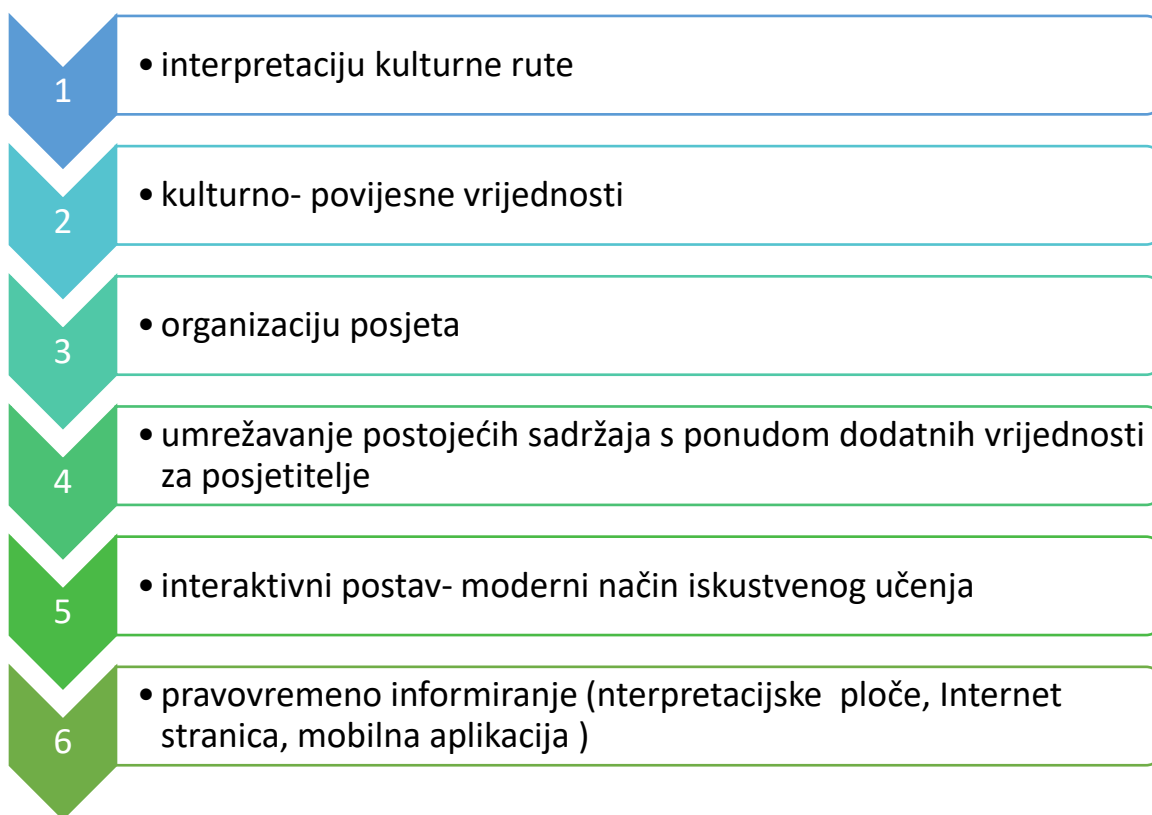 1
• interpretaciju kulturne rute
2
• kulturno- povijesne vrijednosti
3
• organizaciju posjeta
4
• umrežavanje postojećih sadržaja s ponudom dodatnih vrijednosti
za posjetitelje
5
• interaktivni postav- moderni način iskustvenog učenja
6
• pravovremeno informiranje (nterpretacijske  ploče, Internet
stranica, mobilna aplikacija )